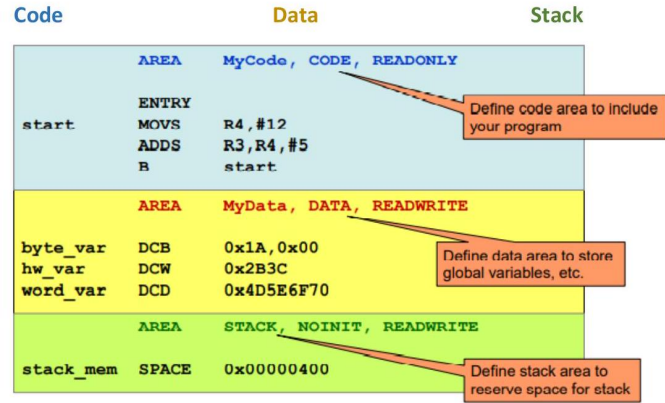 Code Data Stack
AREA MyCode, CODE, READONLY
ENTRY
start MOVS R4,#12
ADDS R3,R4,#5
B start
Define code area to include
your program
AREA MyData, DATA, READWRITE
byte_var DCB 0x1A,0x00
hw_var DCW 0x2B3C
word_var DCD 0x4D5E6F70
Define data area to store
global variables, etc.
AREA STACK, NOINIT, READWRITE
stack_mem SPACE 0x00000400
Define stack area to
reserve space for stack